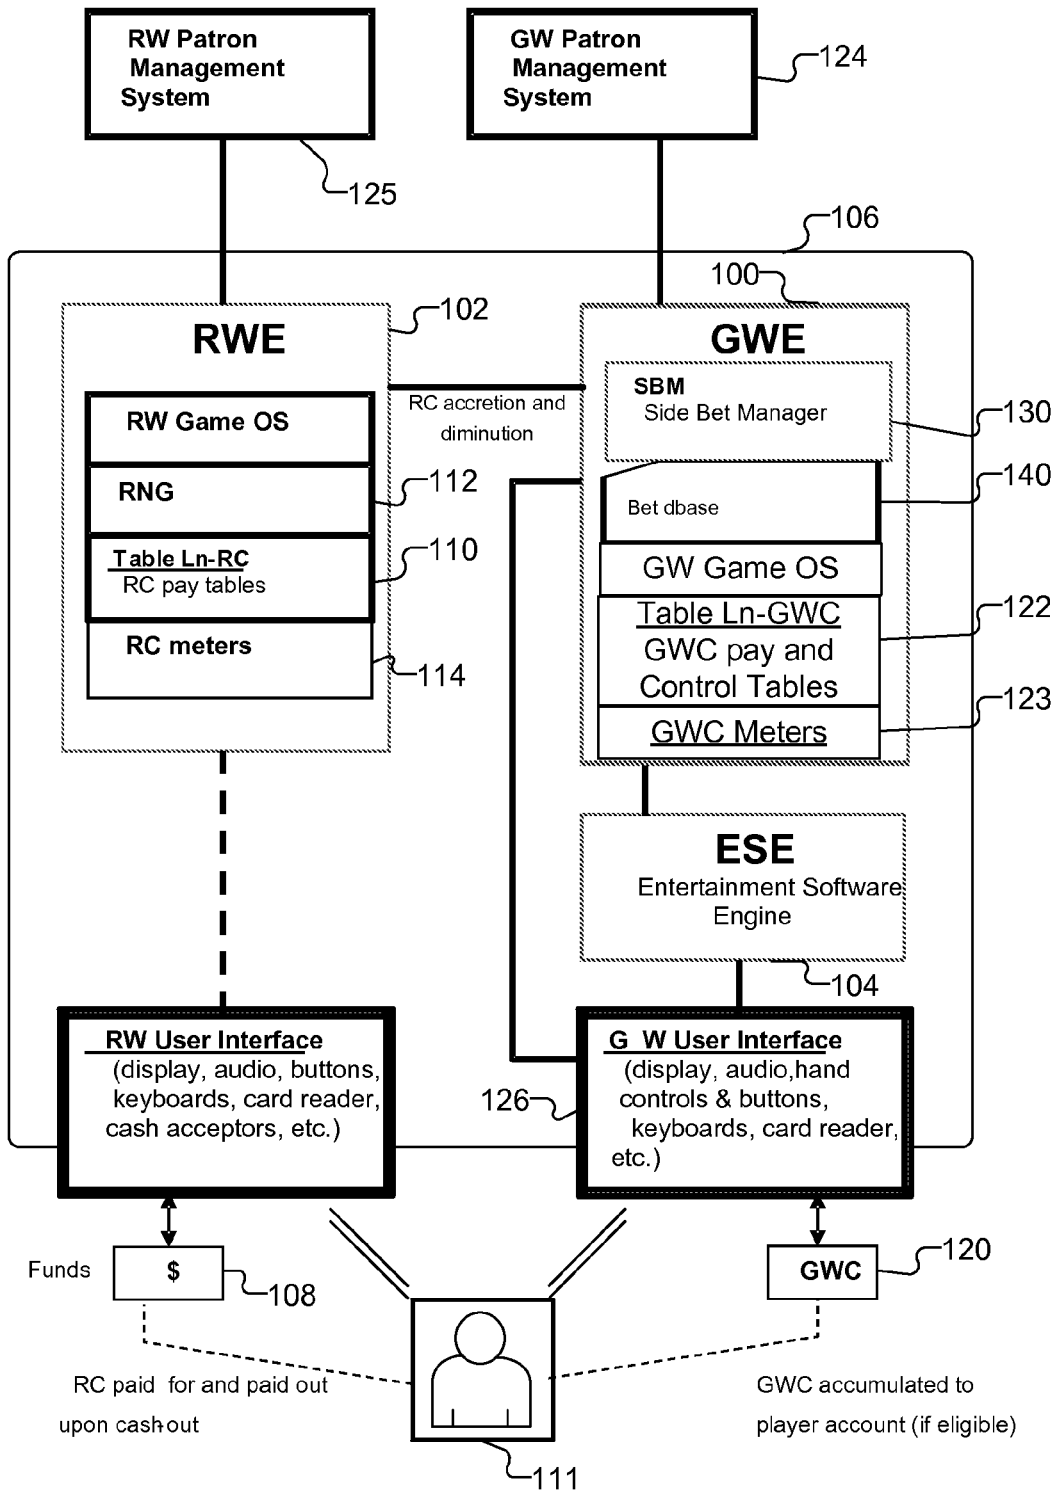 RW Patron
Management
System
GW Patron
Management
System
124
125
106
100
102
RWE
GWE
SBM
Side Bet Manager
130
RC accretion and
diminution
RW Game OS
RNG
112
140
Bet dbase
Table Ln-RC
RC pay tables
110
GW Game OS
122
Table Ln-GWC
GWC pay and
Control Tables
RC meters
114
123
GWC Meters
ESE
Entertainment Software
Engine
104
RW User Interface
(display, audio, buttons,
keyboards, card reader,
cash acceptors, etc.)
G W User Interface
(display, audio,hand
controls & buttons,
keyboards, card reader,
etc.)
126
Funds
$
108
GWC
120
RC paid for and paid out
upon cash-out
GWC accumulated to
player account (if eligible)
111